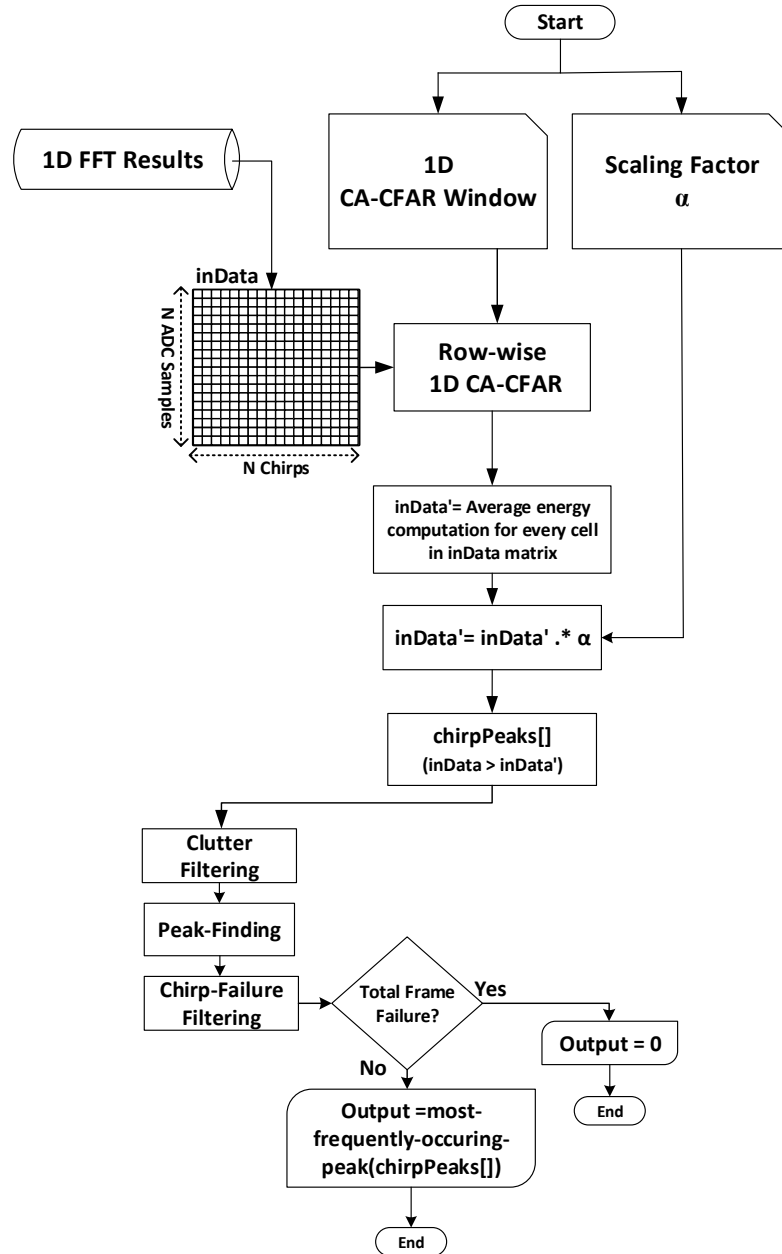 Start
1D FFT Results
1D
CA-CFAR Window
Scaling Factor
α
inData
N ADC Samples
N Chirps
Row-wise
1D CA-CFAR
inData'= Average energy
computation for every cell
in inData matrix
inData'= inData' .* α
chirpPeaks[]
(inData > inData')
Clutter
Filtering
Peak-Finding
Chirp-Failure
Filtering
Total Frame
Failure?
Yes
No
Output = 0
End
Output =most-
frequently-occuring-
peak(chirpPeaks[])
End